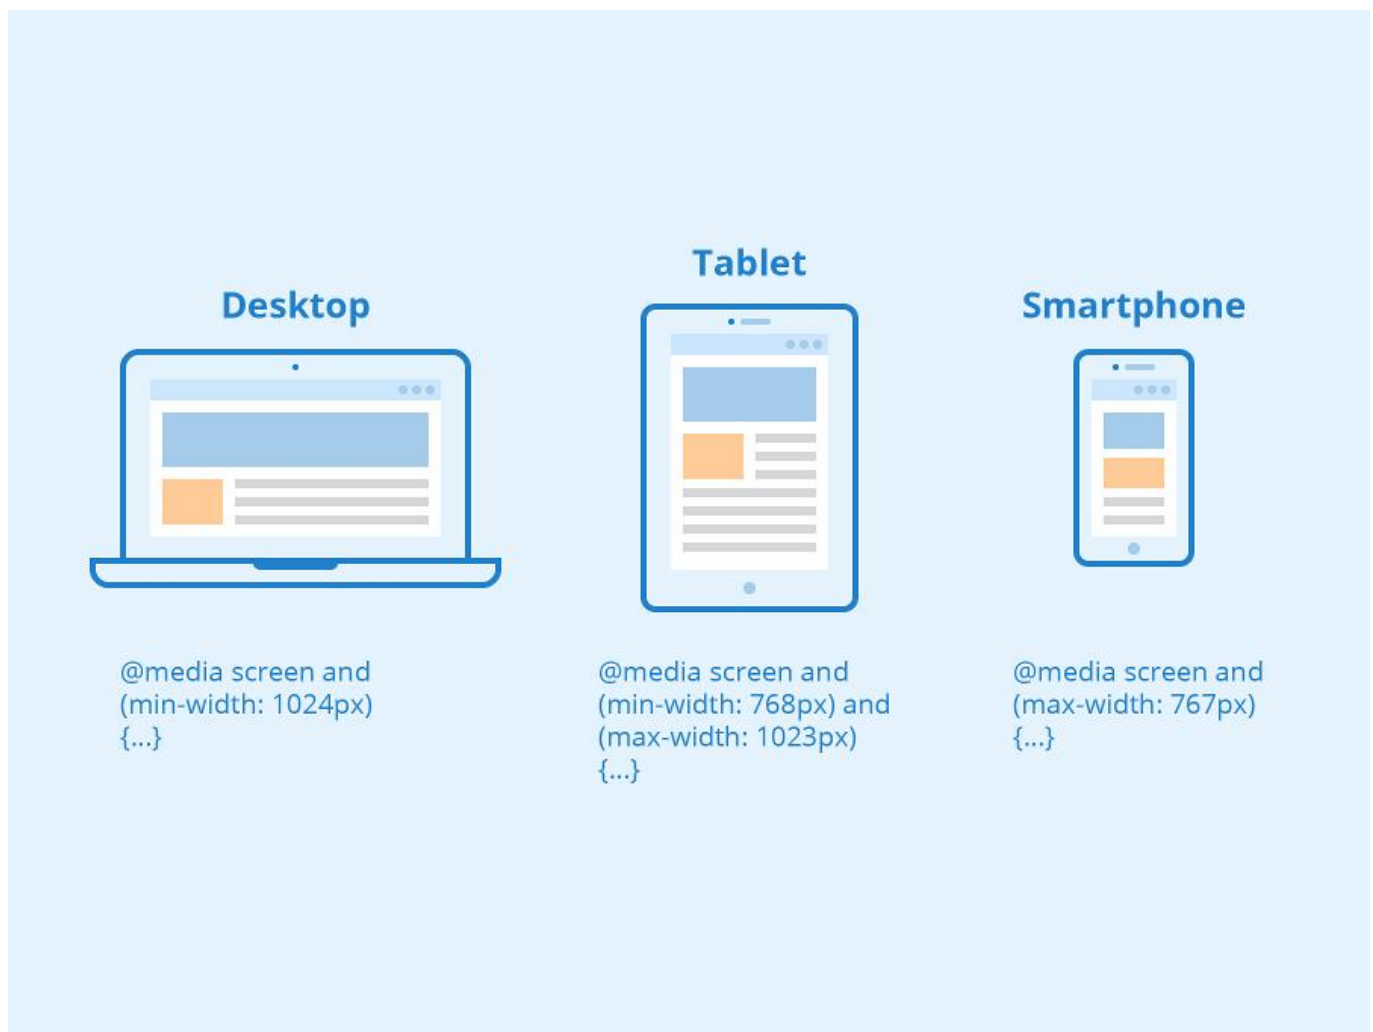 Desktop
@media screen and
(min-width: 1024px)
{...}
Tablet
@media screen and
(min-width: 768px) and
(max-width: 1023px)
{...}
Smartphone
@media screen and
(max-width: 767px)
{...}